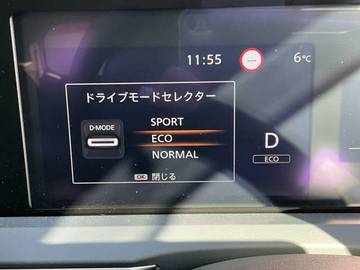 11:55
6℃
ドライブモードセレクター
D-MODE
SPORT
ECO
NORMAL
OK 閉じる
D
ECO